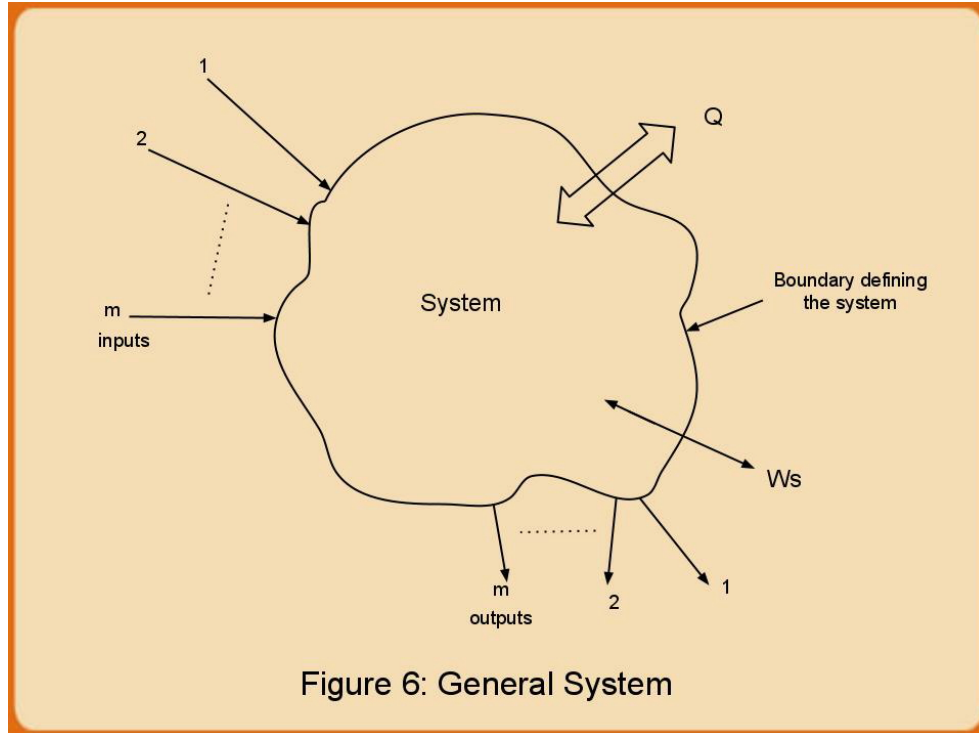 1
2
Q
Boundary defining
the system
System
m
inputs
Ws
m
outputs
2
1
Figure 6: General System